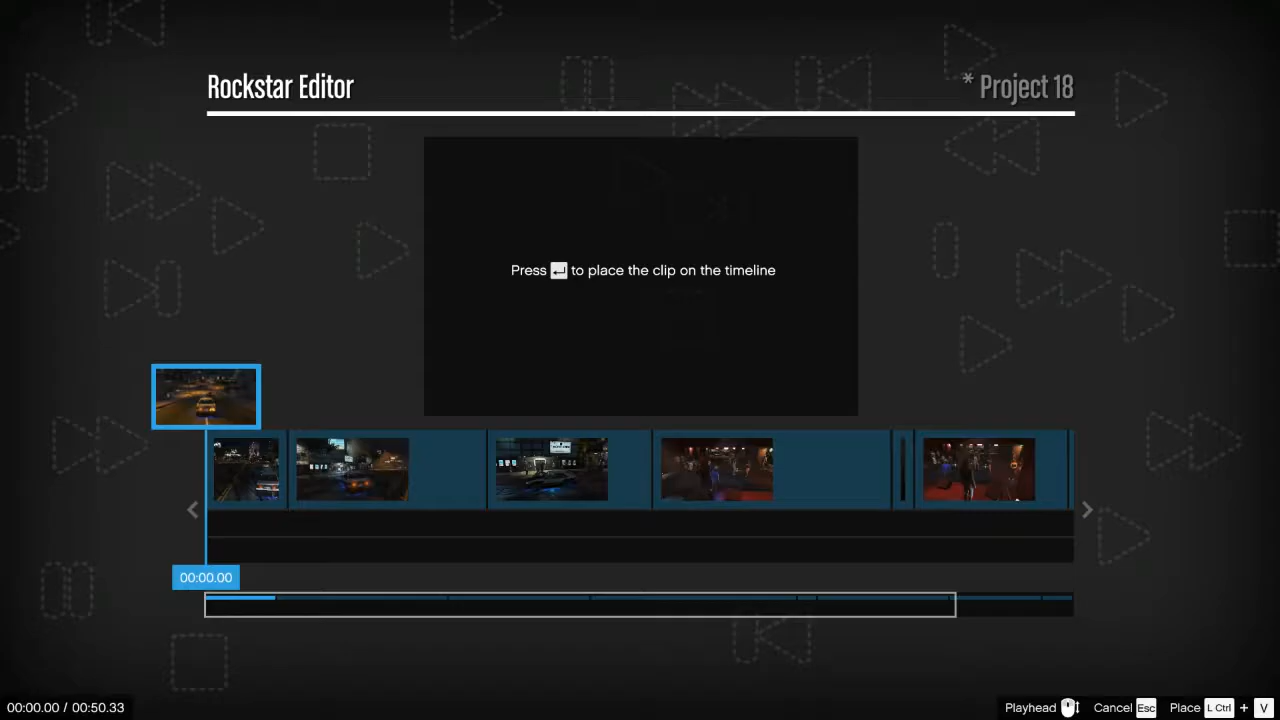 Rockstar Editor
* Project 18
Press to place the clip on the timeline
00:00.00
00:00.00 / 00:50.33
Playhead Cancel Esc Place L Ctrl + V